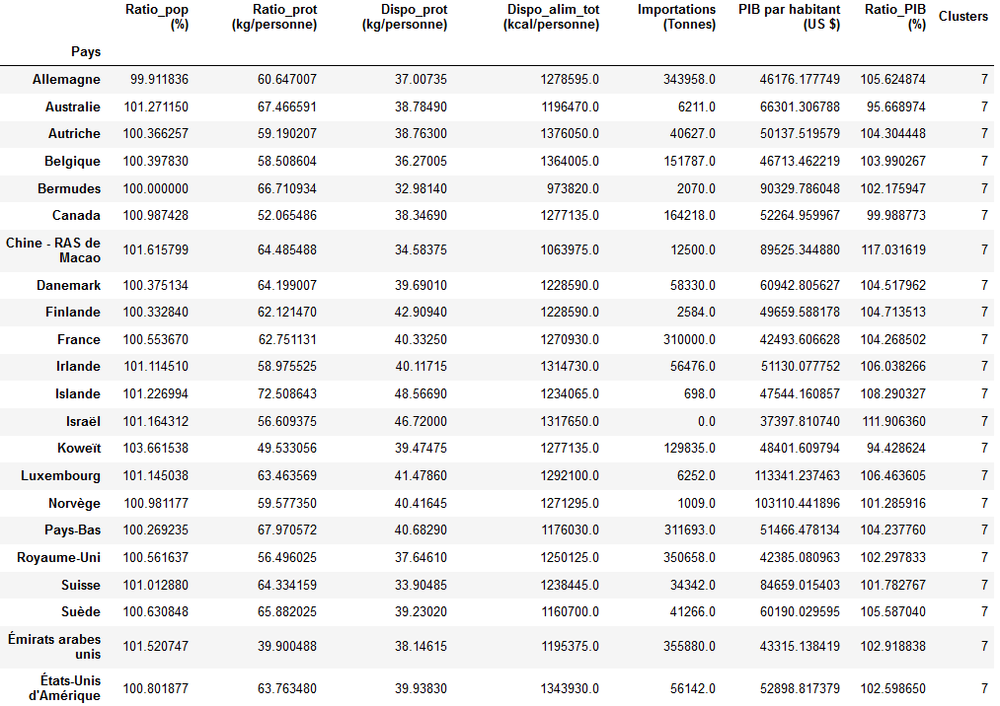 Ratio_pop Ratio_prot Dispo_prot Dispo_alim_tot Importations PIB par habitant Ratio_PIB Clusters
(%) (kg/personne) (kg/personne) (kcal/personne) (Tonnes) (US $) (%)
Pays
Allemagne 99.911836 60.647007 37.00735 1278595.0 343958.0 46176.177749 105.624874 7
Australie 101.271150 67.466591 38.78490 1196470.0 6211.0 66301.306788 95.668974 7
Autriche 100.366257 59.190207 38.76300 1376050.0 40627.0 50137.519579 104.304448 7
Belgique 100.397830 58.508604 36.27005 1364005.0 151787.0 46713.462219 103.990267 7
Bermudes 100.000000 66.710934 32.98140 973820.0 2070.0 90329.786048 102.175947 7
Canada 100.987428 52.065486 38.34690 1277135.0 164218.0 52264.959967 99.988773 7
Chine - RAS de
Macao 101.615799 64.485488 34.58375 1063975.0 12500.0 89525.344880 117.031619 7
Danemark 100.375134 64.199007 39.69010 1228590.0 58330.0 60942.805627 104.517962 7
Finlande 100.332840 62.121470 42.90940 1228590.0 2584.0 49659.588178 104.713513 7
France 100.553670 62.751131 40.33250 1270930.0 310000.0 42493.606628 104.268502 7
Irlande 101.114510 58.975525 40.11715 1314730.0 56476.0 51130.077752 106.038266 7
Islande 101.226994 72.508643 48.56690 1234065.0 698.0 47544.160857 108.290327 7
Israël 101.164312 56.609375 46.72000 1317650.0 0.0 37397.810740 111.906360 7
Koweït 103.661538 49.533056 39.47475 1277135.0 129835.0 48401.609794 94.428624 7
Luxembourg 101.145038 63.463569 41.47860 1292100.0 6252.0 113341.237463 106.463605 7
Norvège 100.981177 59.577350 40.41645 1271295.0 1009.0 103110.441896 101.285916 7
Pays-Bas 100.269235 67.970572 40.68290 1176030.0 311693.0 51466.478134 104.237760 7
Royaume-Uni 100.561637 56.496025 37.64610 1250125.0 350658.0 42385.080963 102.297833 7
Suisse 101.012880 64.334159 33.90485 1238445.0 34342.0 84659.015403 101.782767 7
Suède 100.630848 65.882025 39.23020 1160700.0 41266.0 60190.029595 105.587040 7
Émirats arabes
unis 101.520747 39.900488 38.14615 1195375.0 355880.0 43315.138419 102.918838 7
États-Unis
d'Amérique 100.801877 63.763480 39.93830 1343930.0 56142.0 52898.817379 102.598650 7